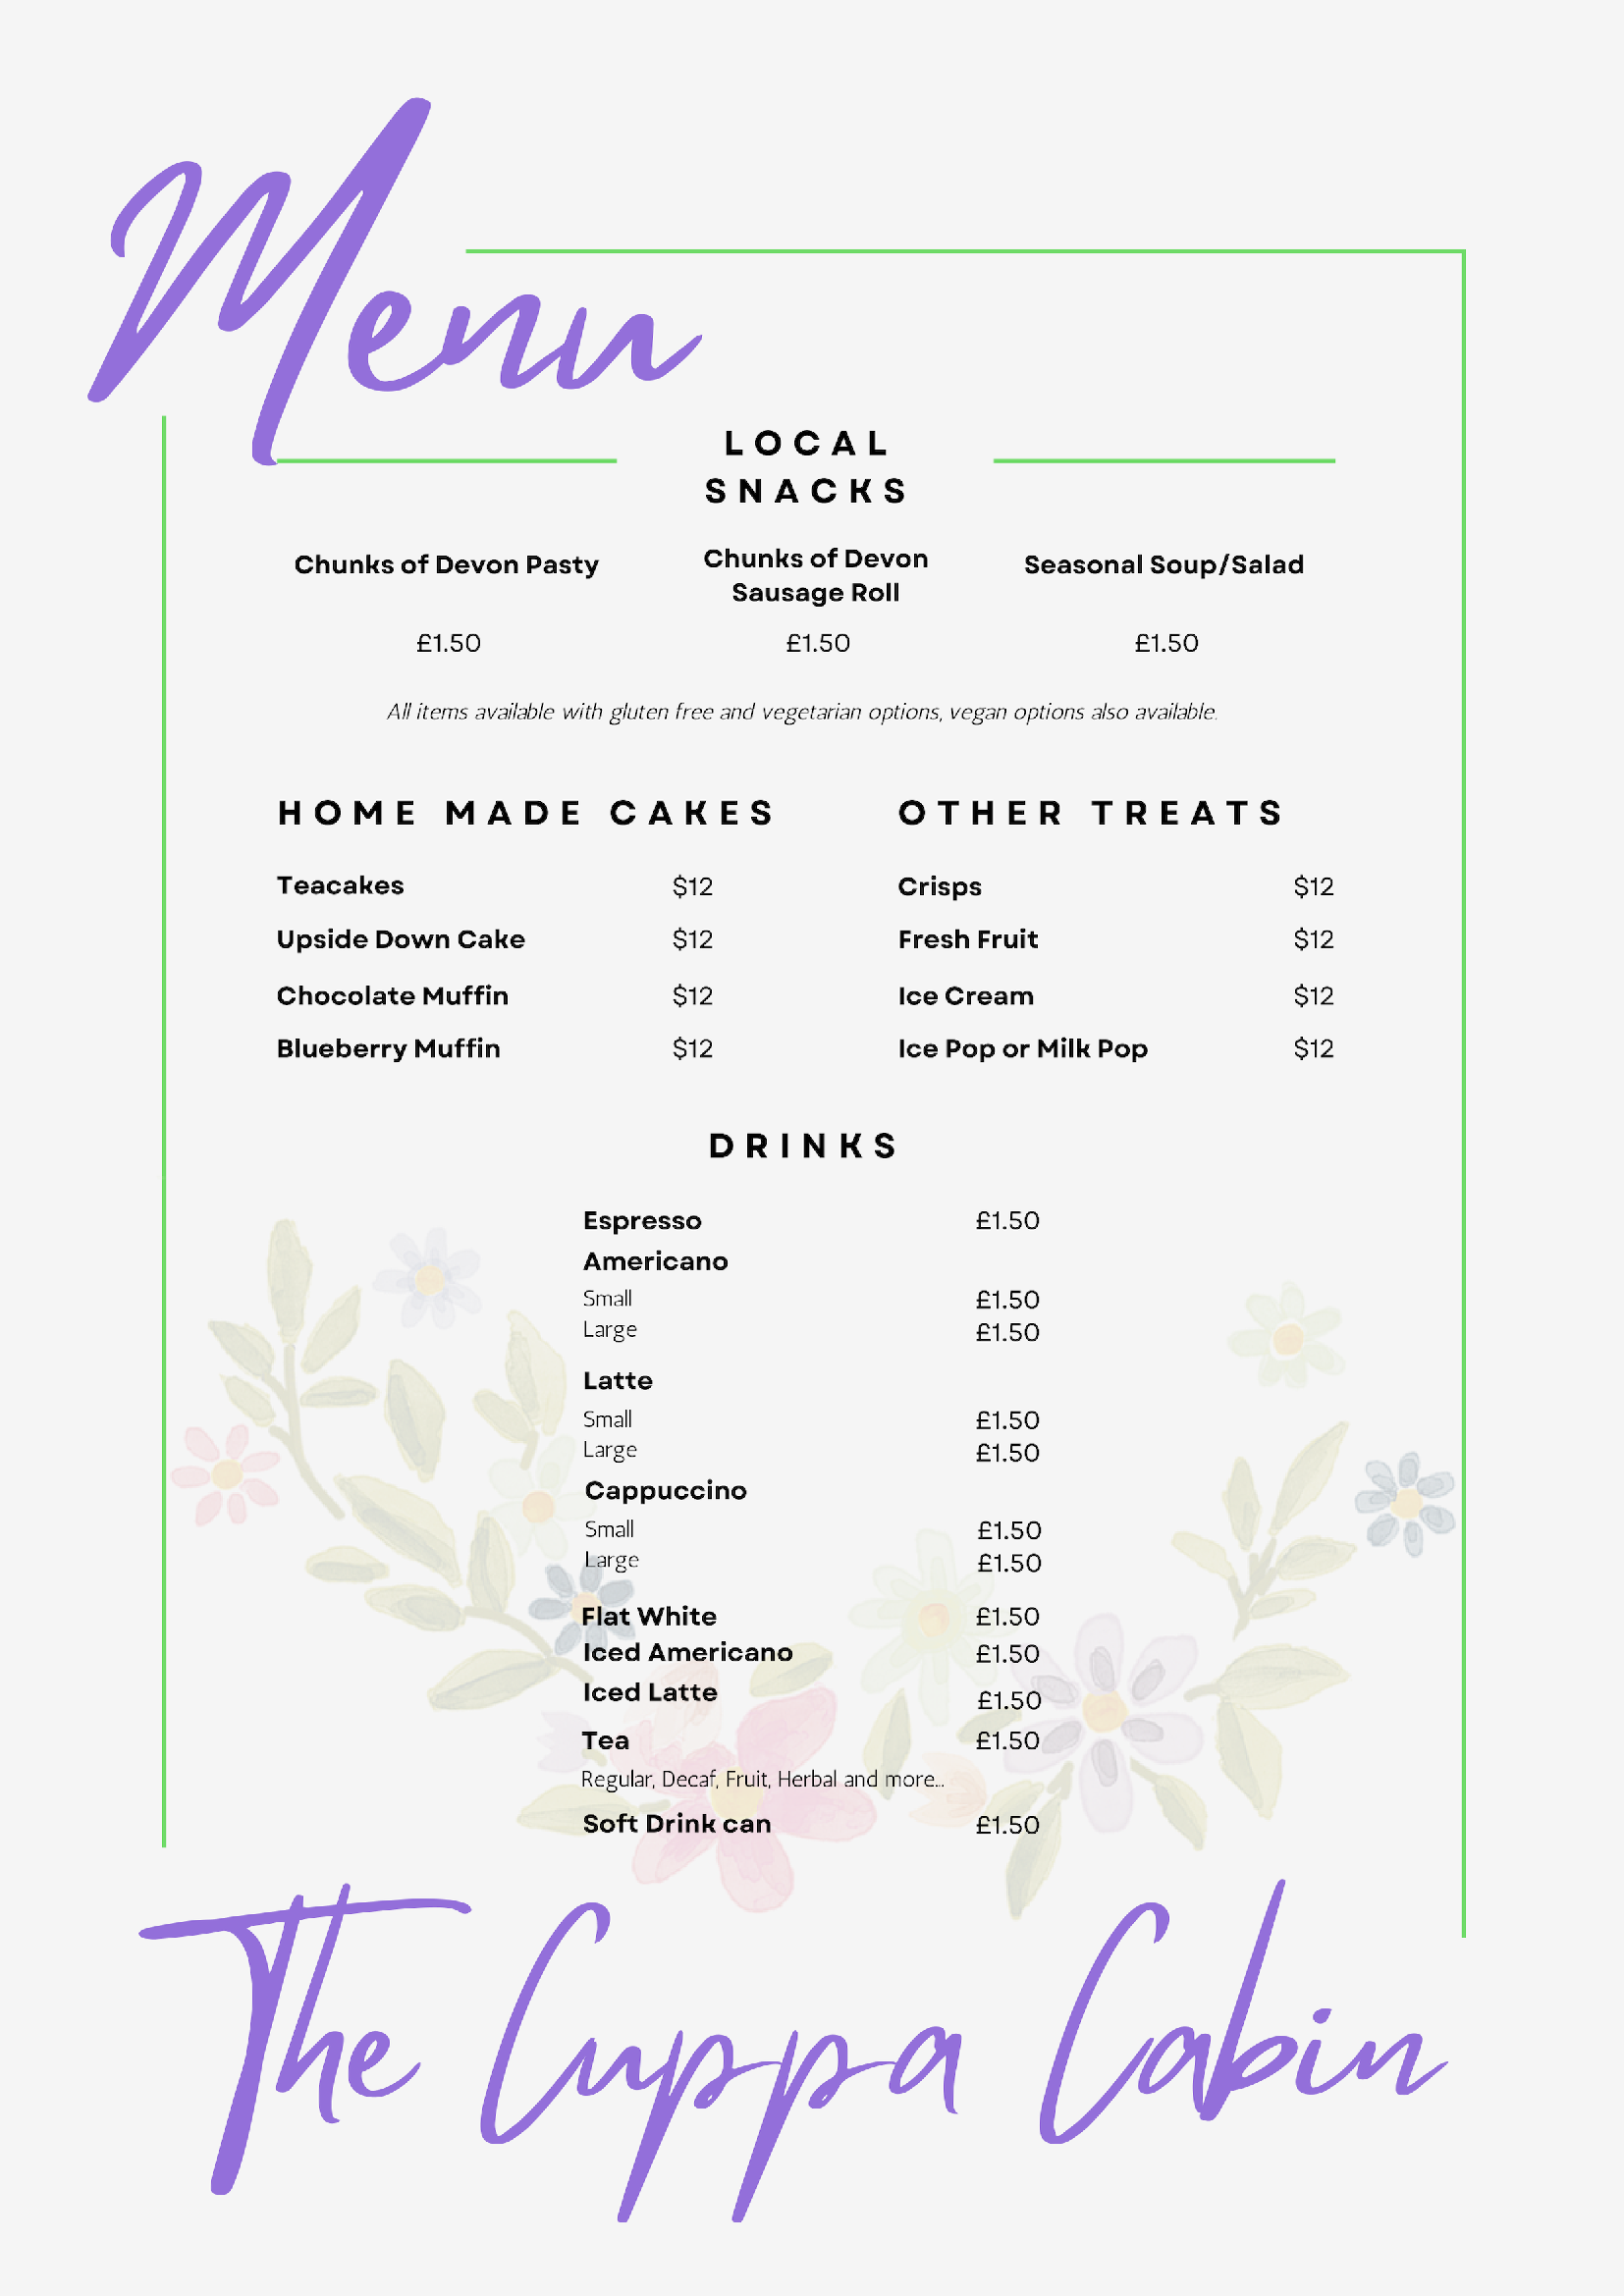 Menu
LOCAL
SNACKS
Chunks of Devon Pasty
Chunks of Devon
Sausage Roll
Seasonal Soup/Salad
£1.50 £1.50 £1.50
All items available with gluten free and vegetarian options, vegan options also available.
HOME MADE CAKES
Teacakes $12
Upside Down Cake $12
Chocolate Muffin $12
Blueberry Muffin $12
OTHER TREATS
Crisps $12
Fresh Fruit $12
Ice Cream $12
Ice Pop or Milk Pop $12
DRINKS
Espresso £1.50
Americano
Small £1.50
Large £1.50
Latte
Small £1.50
Large £1.50
Cappuccino
Small £1.50
Large £1.50
Flat White £1.50
Iced Americano £1.50
Iced Latte £1.50
Tea £1.50
Regular, Decaf, Fruit, Herbal and more...
Soft Drink can £1.50
The Cuppa Cabin